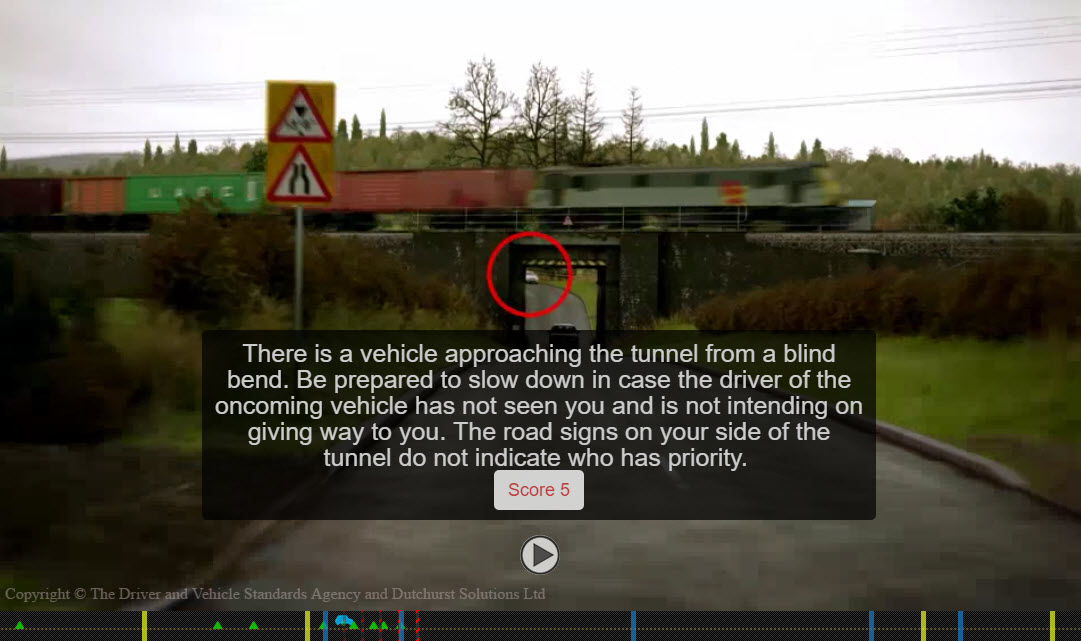 There is a vehicle approaching the tunnel from a blind
bend. Be prepared to slow down in case the driver of the
oncoming vehicle has not seen you and is not intending on
giving way to you. The road signs on your side of the
tunnel do not indicate who has priority.
Score 5
Copyright © The Driver and Vehicle Standards Agency and Dutchurst Solutions Ltd